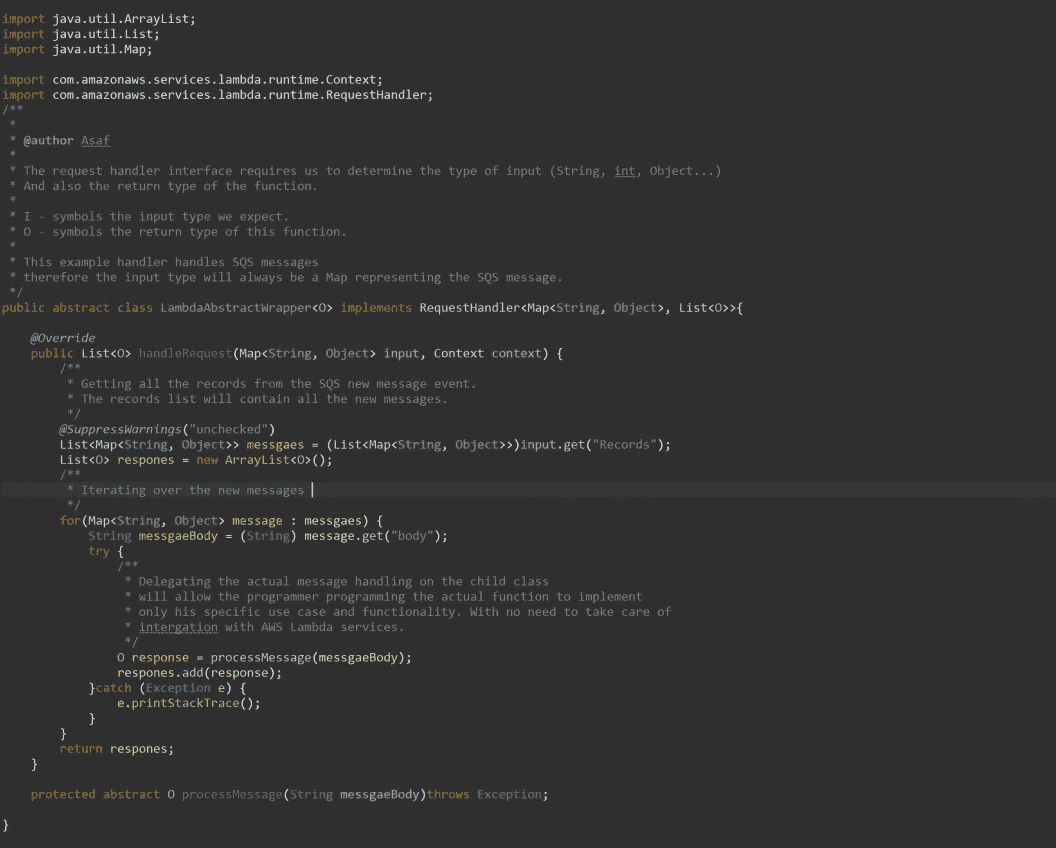 import java.util.ArrayList;
import java.util.List;
import java.util.Map;
import com.amazonaws.services.lambda.runtime.Context;
import com.amazonaws.services.lambda.runtime.RequestHandler;
/**
*
* @author Asaf
*
* The request handler interface requires us to determine the type of input (String, int, Object...)
* And also the return type of the function.
*
* I - symbols the input type we expect.
* O - symbols the return type of this function.
*
* This example handler handles SQS messages
* therefore the input type will always be a Map representing the SQS message.
*/
public abstract class LambdaAbstractWrapper<O> implements RequestHandler<Map<String, Object>, List<O>>{
@Override
public List<O> handleRequest(Map<String, Object> input, Context context) {
/**
* Getting all the records from the SQS new message event.
* The records list will contain all the new messages.
*/
@SuppressWarnings("unchecked")
List<Map<String, Object>> messgaes = (List<Map<String, Object>>)input.get("Records");
List<O> respones = new ArrayList<O>();
/**
* Iterating over the new messages
*/
for(Map<String, Object> message : messgaes) {
String messgaeBody = (String) message.get("body");
try {
/**
* Delegating the actual message handling on the child class
* will allow the programmer programming the actual function to implement
* only his specific use case and functionality. With no need to take care of
* intergation with AWS Lambda services.
*/
O response = processMessage(messgaeBody);
respones.add(response);
}catch (Exception e) {
e.printStackTrace();
}
}
return respones;
}
protected abstract O processMessage(String messgaeBody)throws Exception;
}